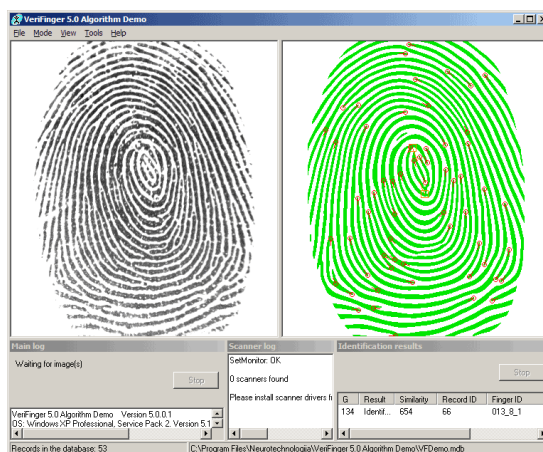 VeriFinger 5.0 Algorithm Demo
File Mode View Tools Help
Main log
Waiting for image(s)
Stop
VeriFinger 5.0 Algorithm Demo Version 5.0.0.1
OS: Windows XP Professional, Service Pack 2. Version 5.1
Scanner log
SetMonitor: OK
0 scanners found
Please install scanner drivers
Identification results
Stop
G Result Similarity Record ID Finger ID
134 Identif... 654 66 013_8_1
Records in the database: 53
C:\Program Files\Neurotechnologija\VeriFinger 5.0 Algorithm Demo\VFDemo.mdb